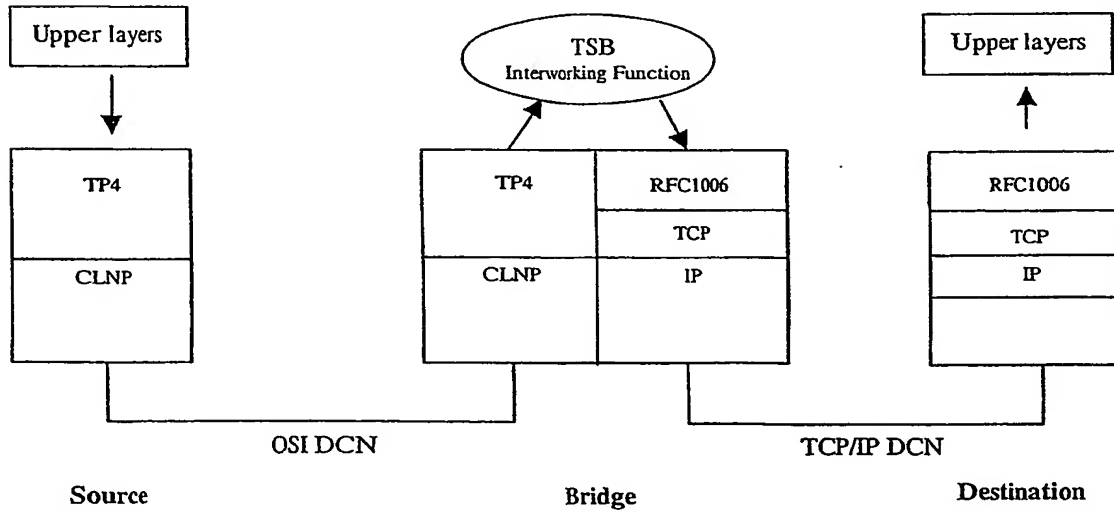 Upper layers
TSB
Interworking Function
Upper layers
TP4
CLNP
TP4
RFC1006
TCP
CLNP
IP
RFC1006
TCP
IP
OSI DCN
TCP/IP DCN
Source
Bridge
Destination